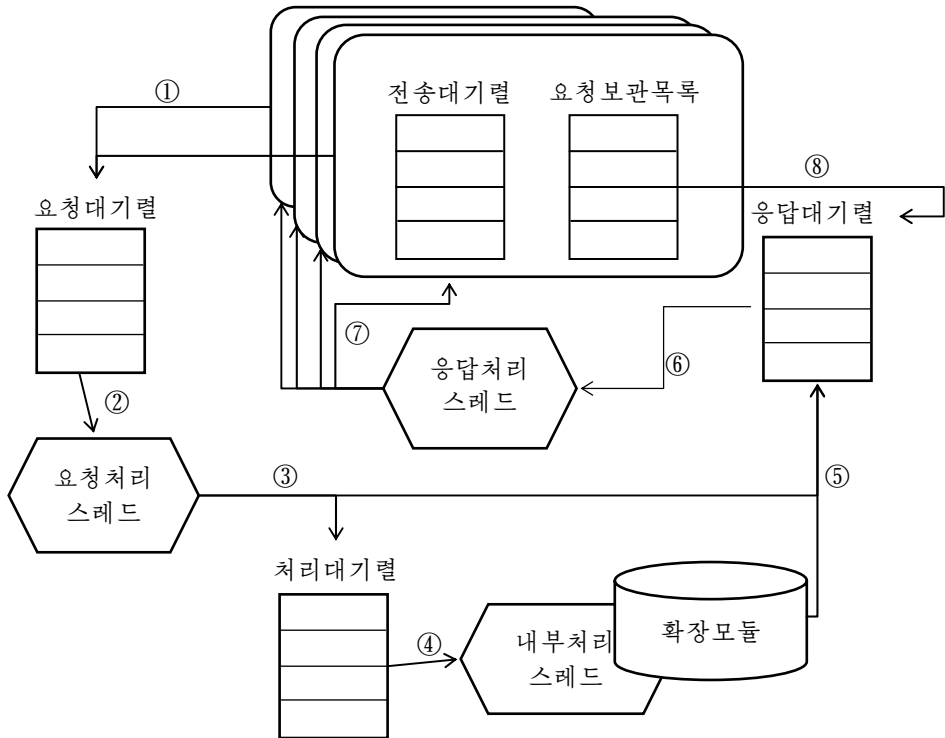 ①
전송대기렬
요청보관목록
⑧
요청대기렬
응답대기렬
⑦
⑥
응답처리
스레드
②
요청처리
스레드
③
⑤
처리대기렬
④
내부처리
스레드
확장모듈